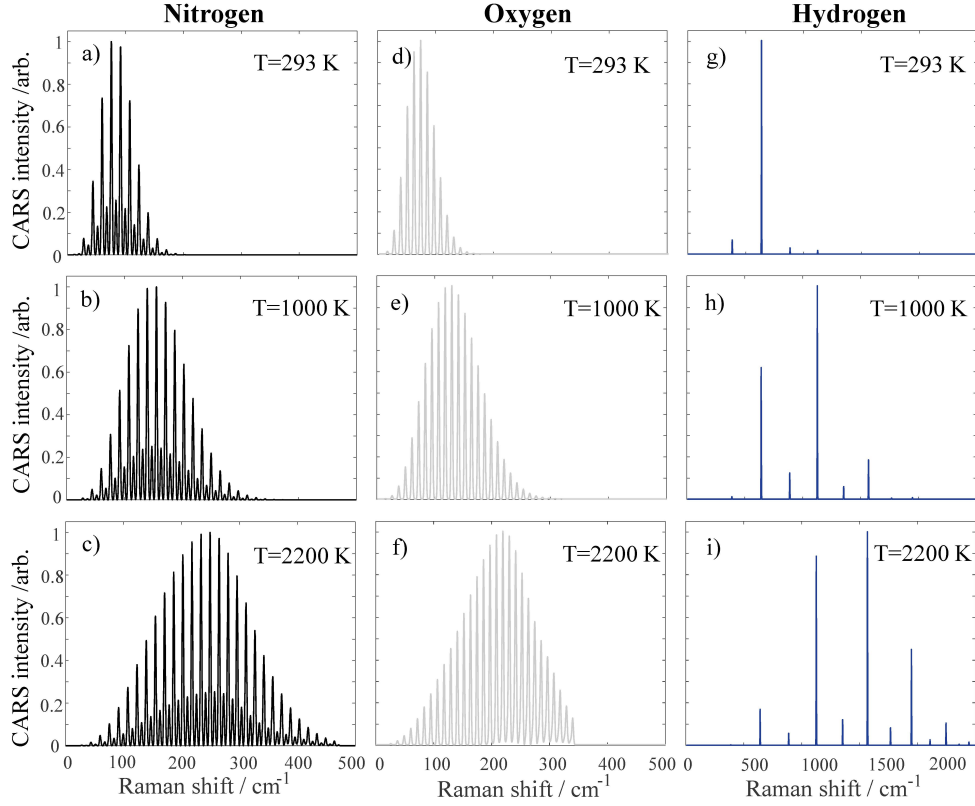 Nitrogen Oxygen Hydrogen
a) T=293 K d) T=293 K g) T=293 K
CARS intensity /arb.
1
0.8
0.6
0.4
0.2
0
b) T=1000 K e) T=1000 K h) T=1000 K
CARS intensity /arb.
1
0.8
0.6
0.4
0.2
0
c) T=2200 K f) T=2200 K i) T=2200 K
CARS intensity /arb.
1
0.8
0.6
0.4
0.2
0
0 100 200 300 400 500 0 100 200 300 400 500 0 500 1000 1500 2000
Raman shift / cm⁻¹ Raman shift / cm⁻¹ Raman shift / cm⁻¹